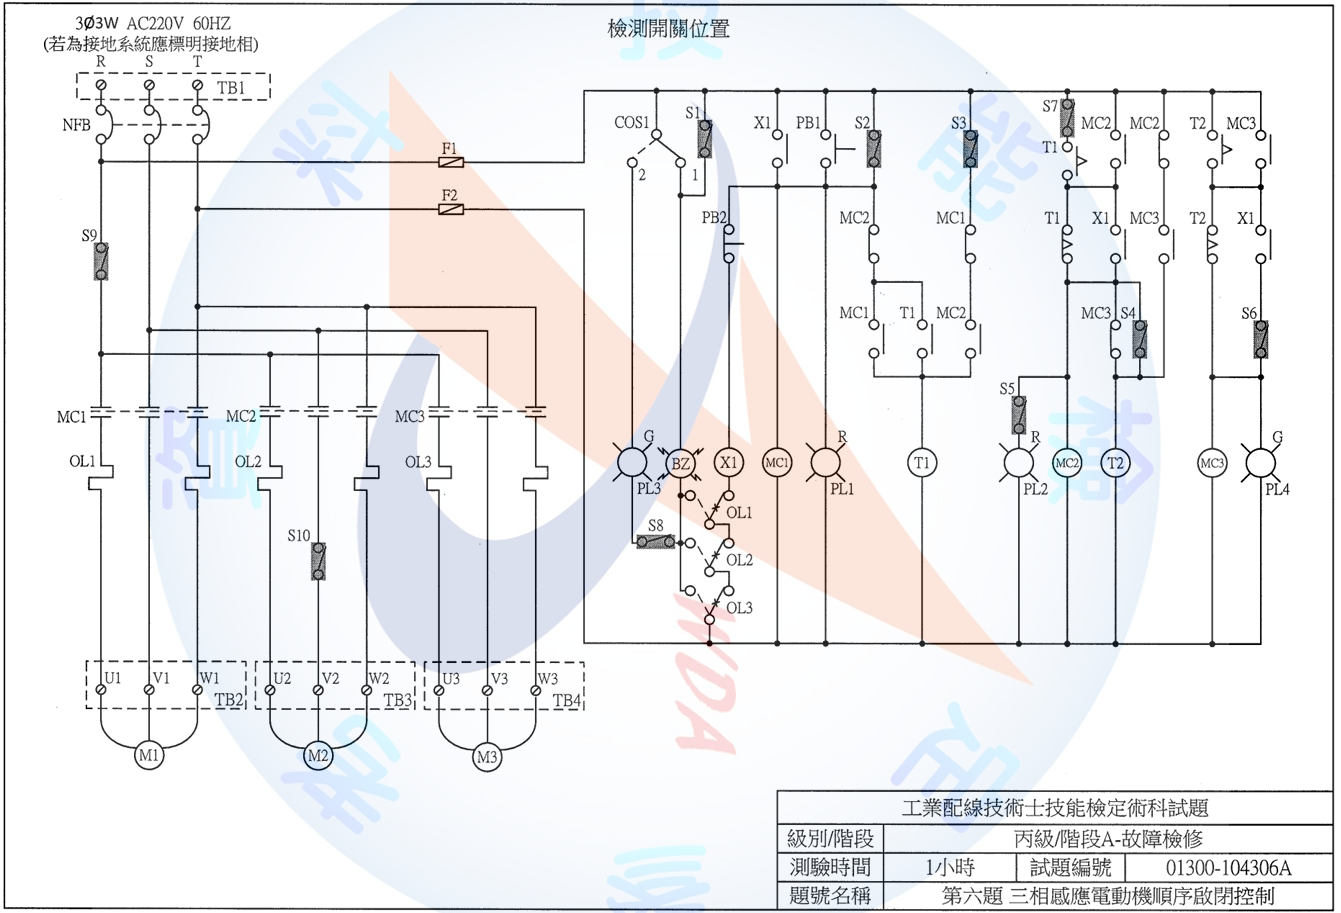 3Ø3W AC220V 60HZ
(若為接地系統應標明接地相)
檢測開關位置
R S T
TB1
NFB
F1
F2
S9
MC1 MC2 MC3
OL1 OL2 OL3
S10
U1 V1 W1 U2 V2 W2 U3 V3 W3
TB2 TB3 TB4
M1 M2 M3
COS1 S1 X1 PB1 S2 S3 S7 MC2 MC2 T2 MC3
T1
2 1
PB2 MC2 MC1 T1 X1 MC3 T2 X1
MC1 T1 MC2 MC3 S4 S6
S5
G R R G
BZ X1 MC1 T1 MC2 T2 MC3
PL3 PL1 PL2 PL4
OL1
S8
OL2
OL3
技能檢定
資料
WDA
工業配線技術士技能檢定術科試題
級別/階段 丙級/階段A-故障檢修
測驗時間 1小時 試題編號 01300-104306A
題號名稱 第六題 三相感應電動機順序啟閉控制